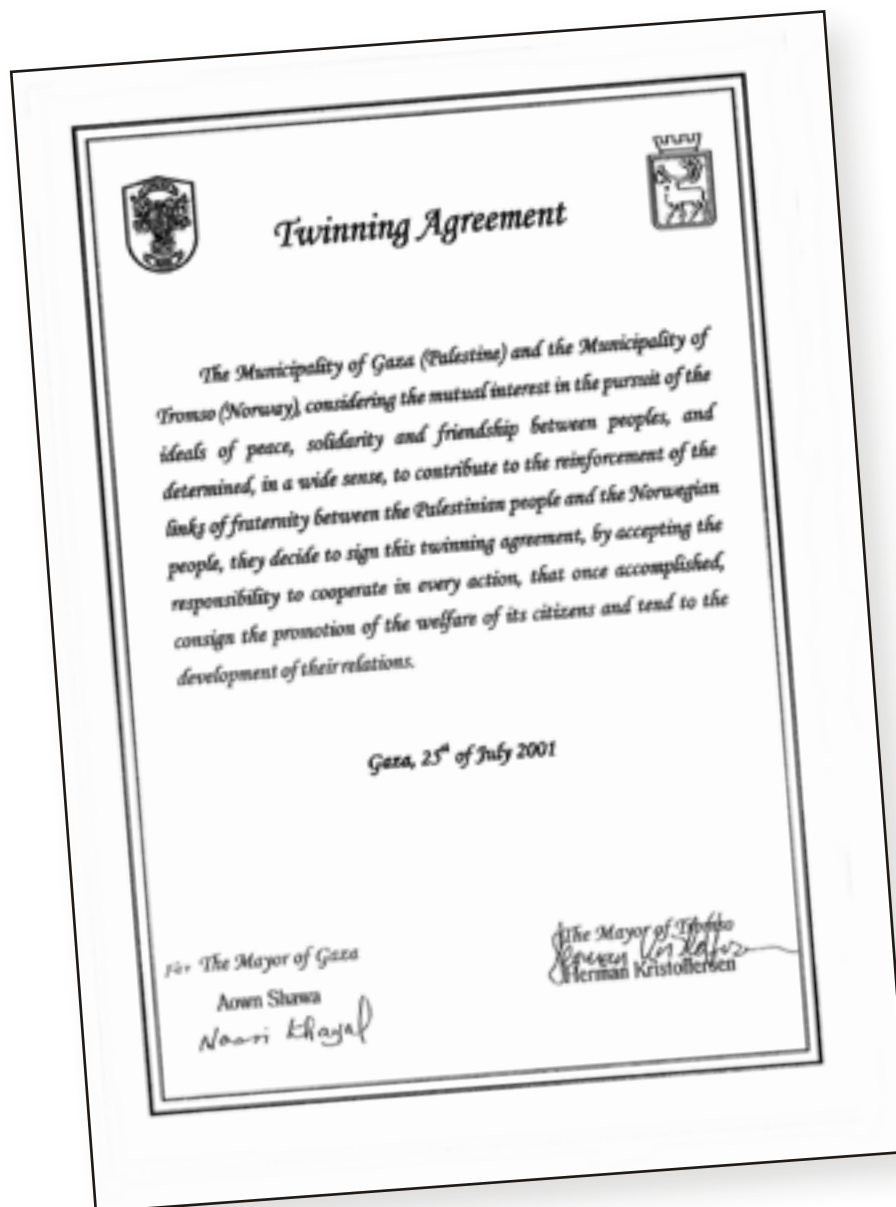 Twinning Agreement
The Municipality of Gaza (Palestine) and the Municipality of
Tromso (Norway), considering the mutual interest in the pursuit of the
ideals of peace, solidarity and friendship between peoples, and
determined, in a wide sense, to contribute to the reinforcement of the
links of fraternity between the Palestinian people and the Norwegian
people, they decide to sign this twinning agreement, by accepting the
responsibility to cooperate in every action, that once accomplished,
consign the promotion of the welfare of its citizens and tend to the
development of their relations.
Gaza, 25th of July 2001
For The Mayor of Gaza
Aown Shawa
Nasri Khayal
The Mayor of Tromso
Herman Kristoffersen